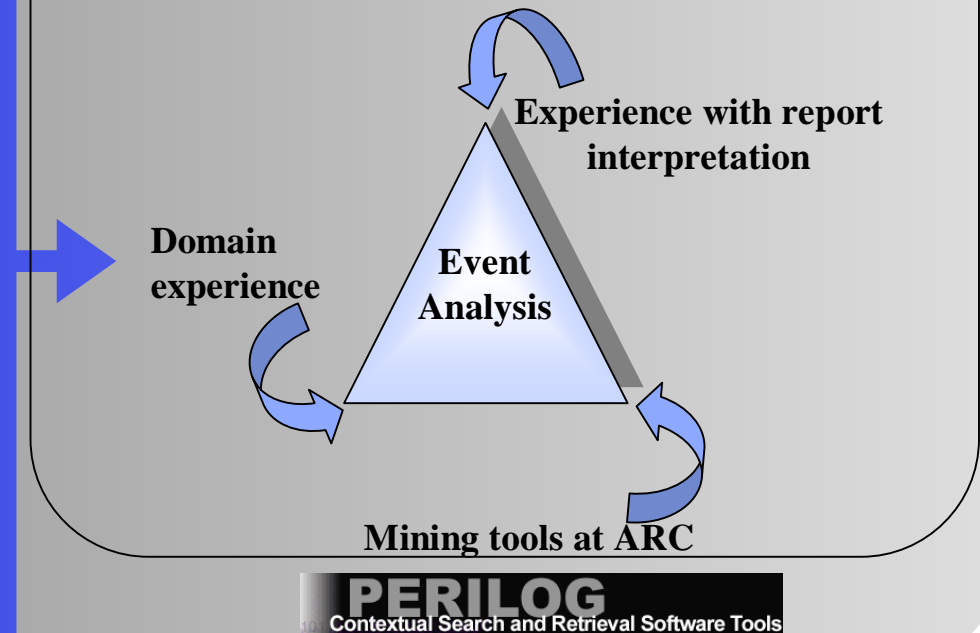 Experience with report
interpretation
Domain
experience
Event
Analysis
Mining tools at ARC
PERILOG
Contextual Search and Retrieval Software Tools